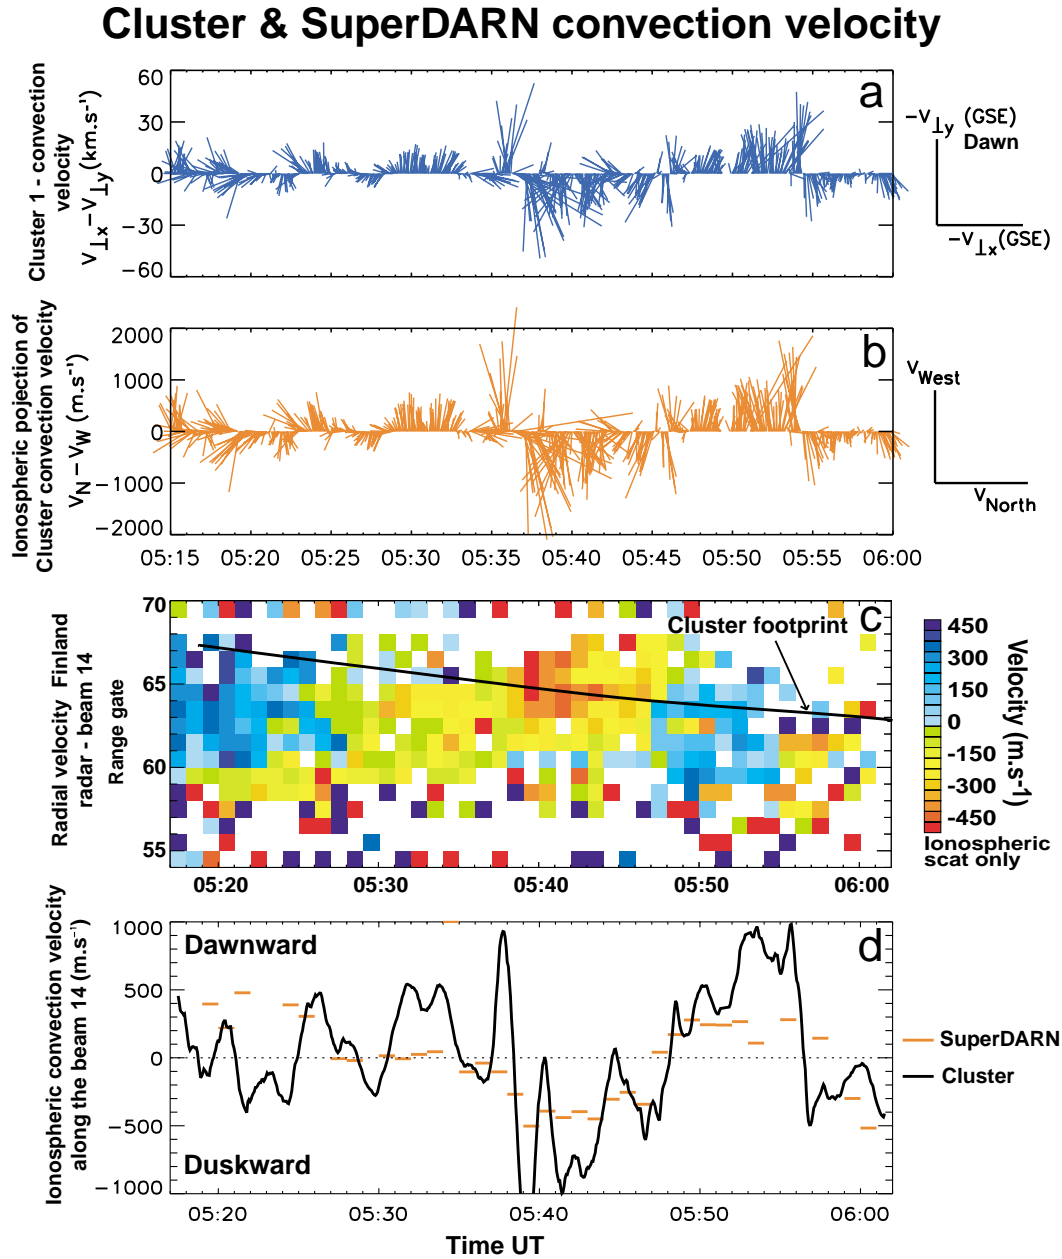 Cluster & SuperDARN convection velocity
Cluster 1 - convection
velocity
V⊥x – V⊥y (km.s⁻¹)
60
30
0
−30
−60
a
−V⊥y (GSE)
Dawn
−V⊥x (GSE)
Ionospheric pojection of
Cluster convection velocity
VN – VW (m.s⁻¹)
2000
1000
0
−1000
−2000
b
VWest
VNorth
05:15 05:20 05:25 05:30 05:35 05:40 05:45 05:50 05:55 06:00
Radial velocity Finland
radar - beam 14
Range gate
70
65
60
55
Cluster footprint
c
05:20 05:30 05:40 05:50 06:00
450
300
150
0
-150
-300
-450
Velocity (m.s-1)
Ionospheric
scat only
Ionospheric convection velocity
along the beam 14 (m.s⁻¹)
1000
500
0
−500
−1000
Dawnward
Duskward
d
SuperDARN
Cluster
05:20 05:30 05:40 05:50 06:00
Time UT